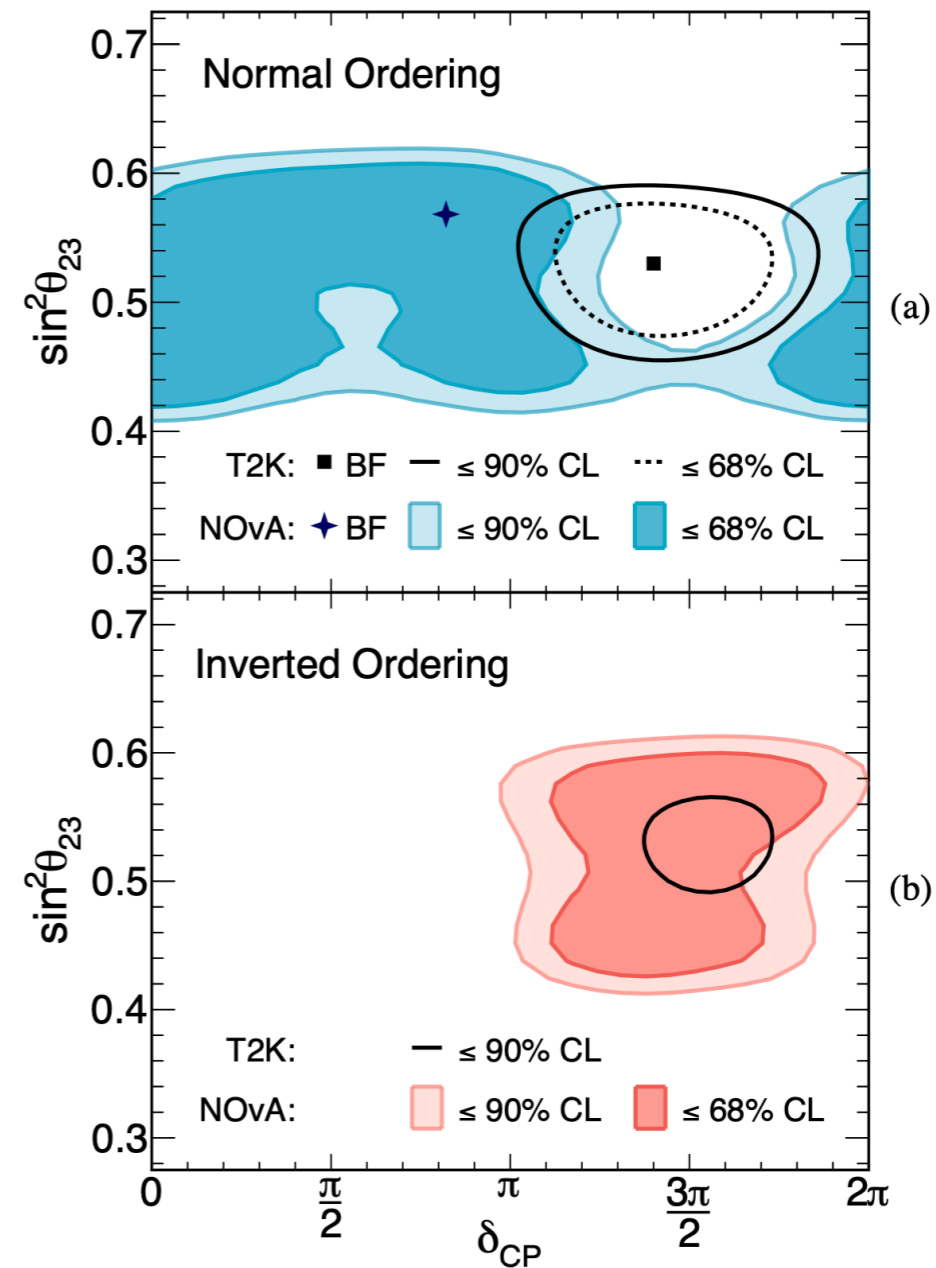 0.7
Normal Ordering
0.6
sin²θ₂₃
0.5
(a)
0.4
T2K: BF ≤ 90% CL ≤ 68% CL
NOvA: BF ≤ 90% CL ≤ 68% CL
0.3
0.7
Inverted Ordering
0.6
sin²θ₂₃
0.5
(b)
0.4
T2K: ≤ 90% CL
NOvA: ≤ 90% CL ≤ 68% CL
0.3
0 π/2 π 3π/2 2π
δCP